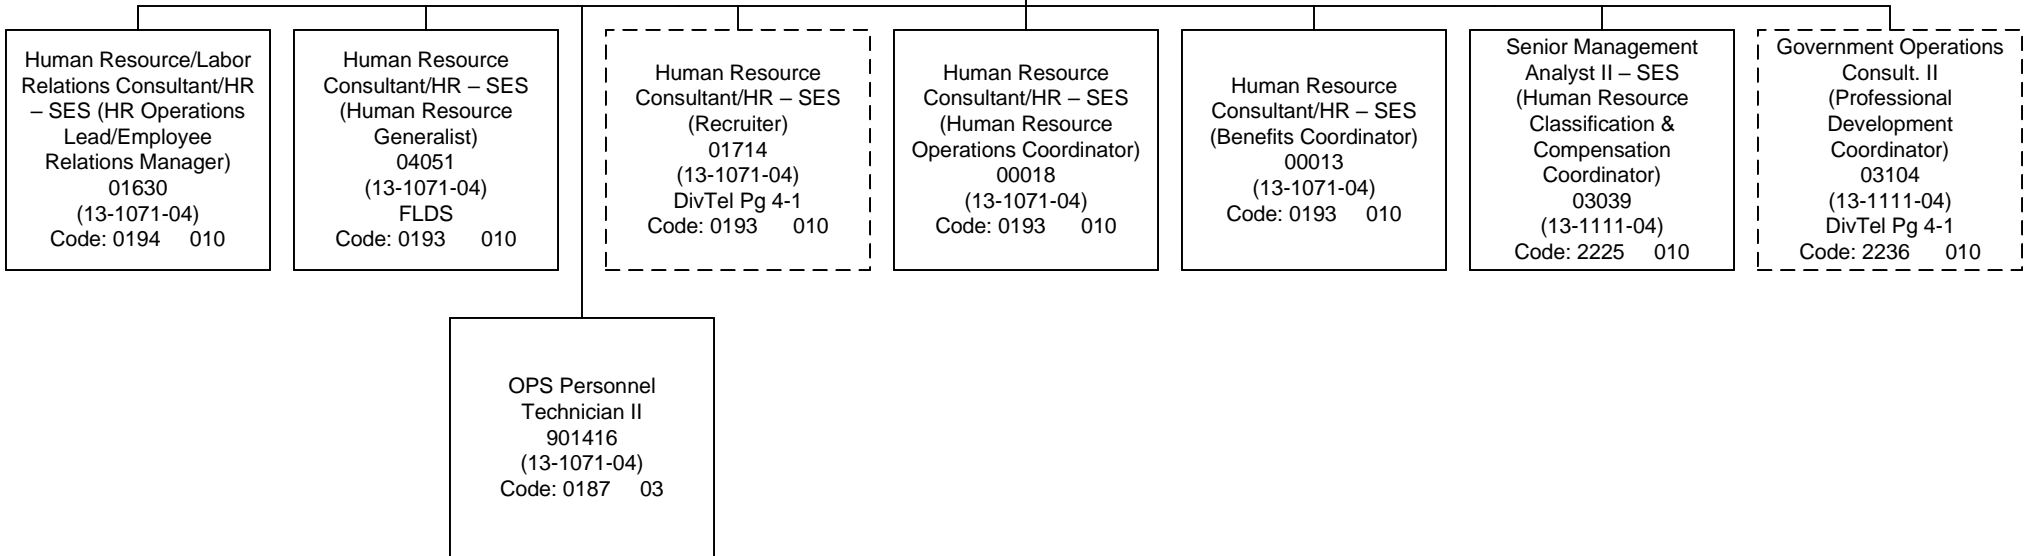 Human Resource/Labor
Relations Consultant/HR
– SES (HR Operations
Lead/Employee
Relations Manager)
01630
(13-1071-04)
Code: 0194 010
Human Resource
Consultant/HR – SES
(Human Resource
Generalist)
04051
(13-1071-04)
FLDS
Code: 0193 010
Human Resource
Consultant/HR – SES
(Recruiter)
01714
(13-1071-04)
DivTel Pg 4-1
Code: 0193 010
Human Resource
Consultant/HR – SES
(Human Resource
Operations Coordinator)
00018
(13-1071-04)
Code: 0193 010
Human Resource
Consultant/HR – SES
(Benefits Coordinator)
00013
(13-1071-04)
Code: 0193 010
Senior Management
Analyst II – SES
(Human Resource
Classification &
Compensation
Coordinator)
03039
(13-1111-04)
Code: 2225 010
Government Operations
Consult. II
(Professional
Development
Coordinator)
03104
(13-1111-04)
DivTel Pg 4-1
Code: 2236 010
OPS Personnel
Technician II
901416
(13-1071-04)
Code: 0187 03